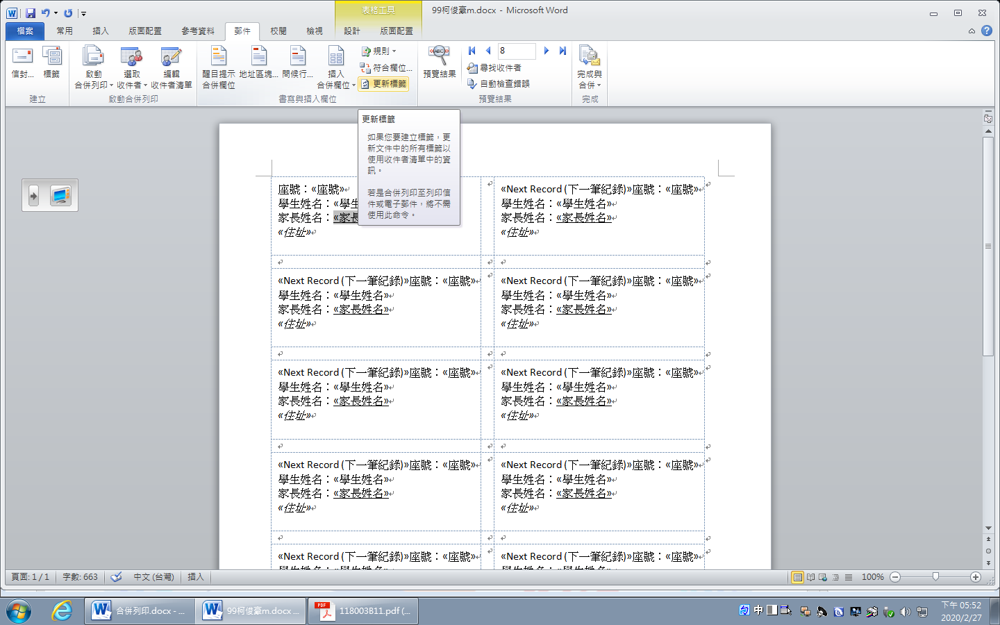 表格工具
99柯俊豪m.docx - Microsoft Word
檔案 常用 插入 版面配置 參考資料 郵件 校閱 檢視 設計 版面配置
信封... 標籤
建立
啟動
合併列印
選取
收件者
編輯
收件者清單
啟動合併列印
醒目提示
合併欄位
地址區塊... 問候行...
插入
合併欄位
規則
符合欄位...
更新標籤
書寫與插入欄位
預覽結果
8
尋找收件者
自動檢查錯誤
預覽結果
完成與
合併
完成
更新標籤
如果您要建立標籤，更
新文件中的所有標籤以
使用收件者清單中的資
訊。
若是合併列印至列印信
件或電子郵件，將不需
使用此命令。
座號：«座號»
學生姓名：«學生
家長姓名：«家長
«住址»
«Next Record (下一筆紀錄)»座號：«座號»
學生姓名：«學生姓名»
家長姓名：«家長姓名»
«住址»
«Next Record (下一筆紀錄)»座號：«座號»
學生姓名：«學生姓名»
家長姓名：«家長姓名»
«住址»
«Next Record (下一筆紀錄)»座號：«座號»
學生姓名：«學生姓名»
家長姓名：«家長姓名»
«住址»
«Next Record (下一筆紀錄)»座號：«座號»
學生姓名：«學生姓名»
家長姓名：«家長姓名»
«住址»
«Next Record (下一筆紀錄)»座號：«座號»
學生姓名：«學生姓名»
家長姓名：«家長姓名»
«住址»
«Next Record (下一筆紀錄)»座號：«座號»
學生姓名：«學生姓名»
家長姓名：«家長姓名»
«住址»
«Next Record (下一筆紀錄)»座號：«座號»
學生姓名：«學生姓名»
家長姓名：«家長姓名»
«住址»
«Next Record (下一筆紀錄)»座號：«座號»
學生姓名：«學生姓名»
«Next Record (下一筆紀錄)»座號：«座號»
學生姓名：«學生姓名»
頁面: 1 / 1 字數: 663 中文 (台灣) 插入 100%
合併列印.docx - ...
99柯俊豪m.docx ...
118003B11.pdf (...
中
下午 05:52
2020/2/27